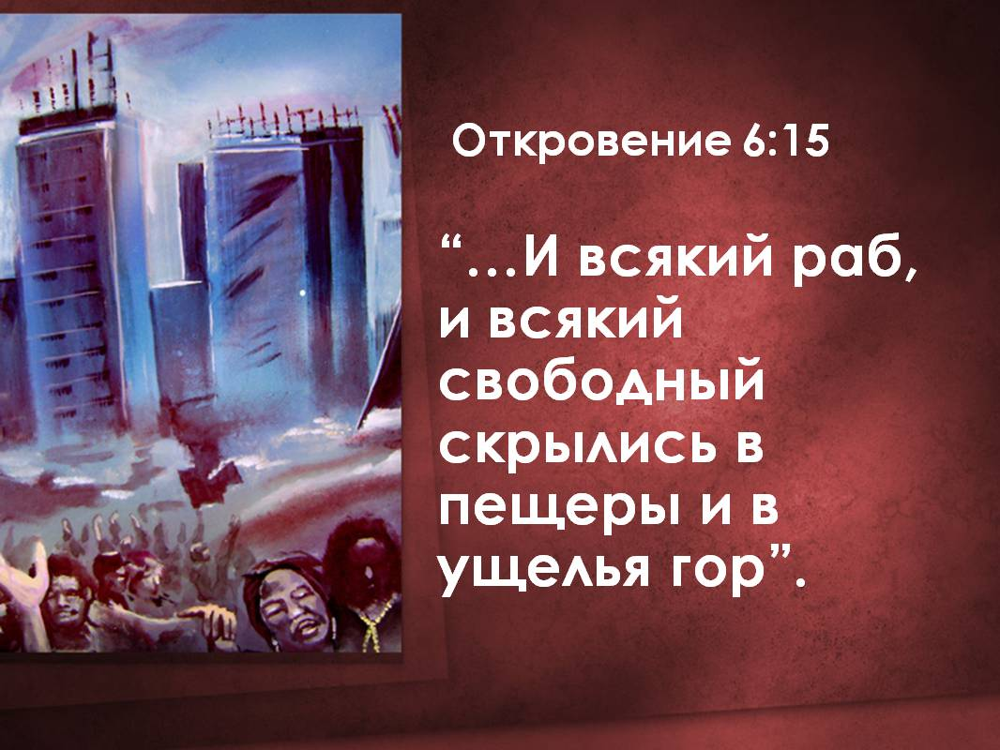 Откровение 6:15
“...И всякий раб,
и всякий
свободный
скрылись в
пещеры и в
ущелья гор”.